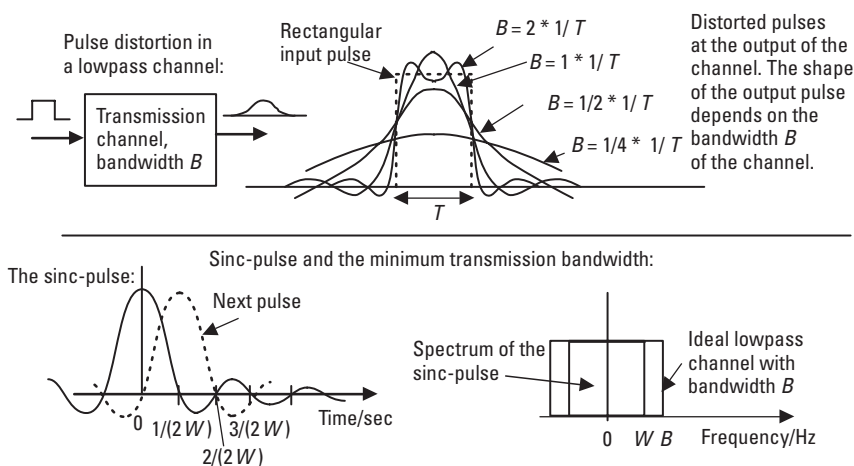 Pulse distortion in
a lowpass channel:
Transmission
channel,
bandwidth B
Rectangular
input pulse
B = 2 * 1/ T
B = 1 * 1/ T
B = 1/2 * 1/ T
B = 1/4 * 1/ T
T
Distorted pulses
at the output of the
channel. The shape
of the output pulse
depends on the
bandwidth B
of the channel.
Sinc-pulse and the minimum transmission bandwidth:
The sinc-pulse:
Next pulse
0
1/(2 W)
3/(2 W)
2/(2 W)
Time/sec
Spectrum of the
sinc-pulse
Ideal lowpass
channel with
bandwidth B
0
W B
Frequency/Hz